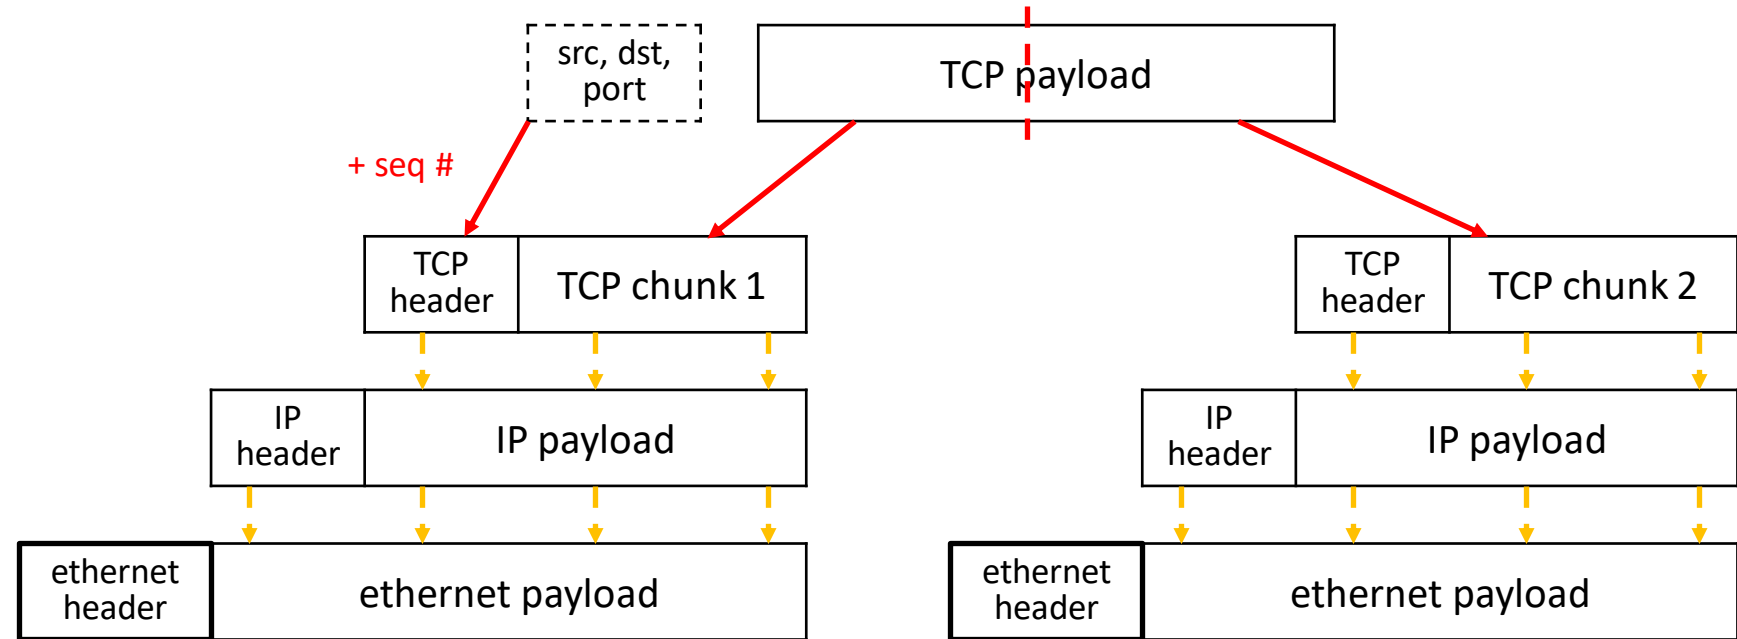 src, dst,
port
TCP payload
+ seq #
TCP
header
TCP chunk 1
TCP
header
TCP chunk 2
IP
header
IP payload
IP
header
IP payload
ethernet
header
ethernet payload
ethernet
header
ethernet payload